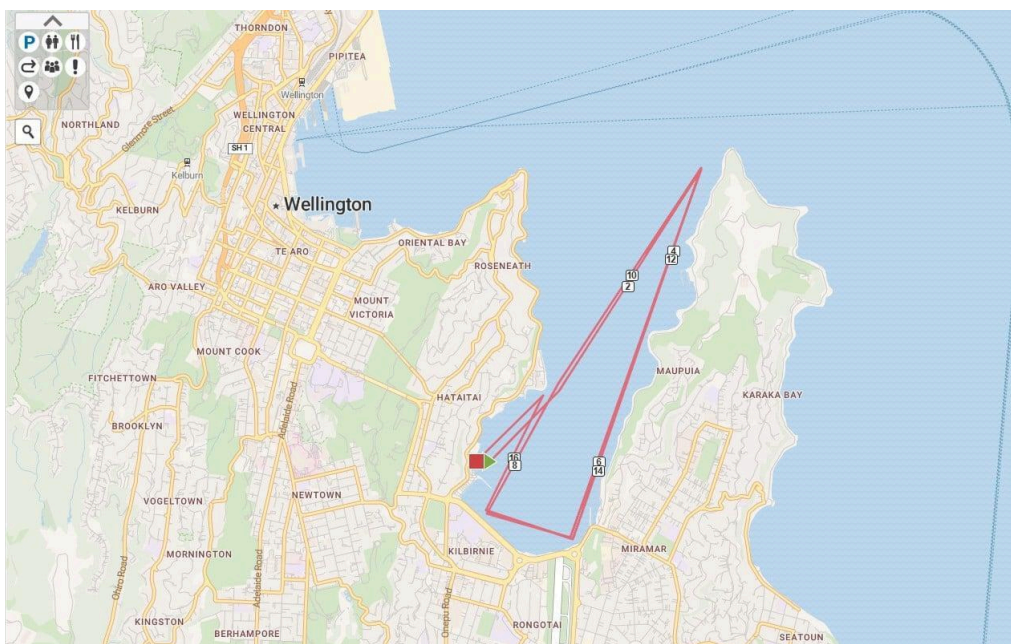 THORNDON
PIPITEA
P
!
Wellington
Glenmore Street
NORTHLAND
WELLINGTON
CENTRAL
SH 1
Kelburn
Wellington
KELBURN
TE ARO
ORIENTAL BAY
ROSENEATH
4
12
10
2
ARO VALLEY
MOUNT
VICTORIA
MOUNT COOK
FITCHETTOWN
MAUPUIA
HATAITAI
KARAKA BAY
BROOKLYN
Adelaide Road
16
8
6
14
NEWTOWN
VOGELTOWN
MORNINGTON
KILBIRNIE
MIRAMAR
Ohiro Road
Adelaide Road
Onepu Road
KINGSTON
BERHAMPORE
RONGOTAI
SEATOUN